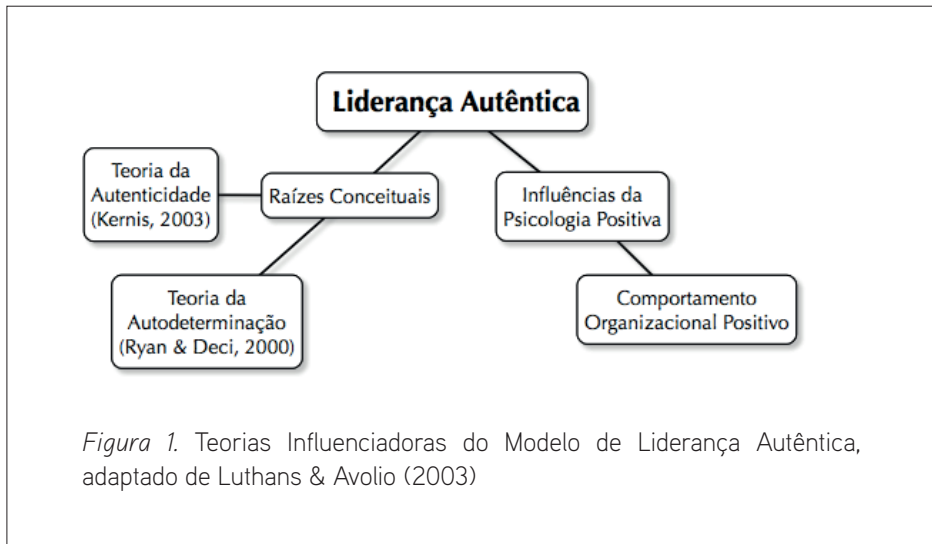 Liderança Autêntica
Teoria da
Autenticidade
(Kernis, 2003)
Raízes Conceituais
Influências da
Psicologia Positiva
Teoria da
Autodeterminação
(Ryan & Deci, 2000)
Comportamento
Organizacional Positivo
Figura 1. Teorias Influenciadoras do Modelo de Liderança Autêntica,
adaptado de Luthans & Avolio (2003)